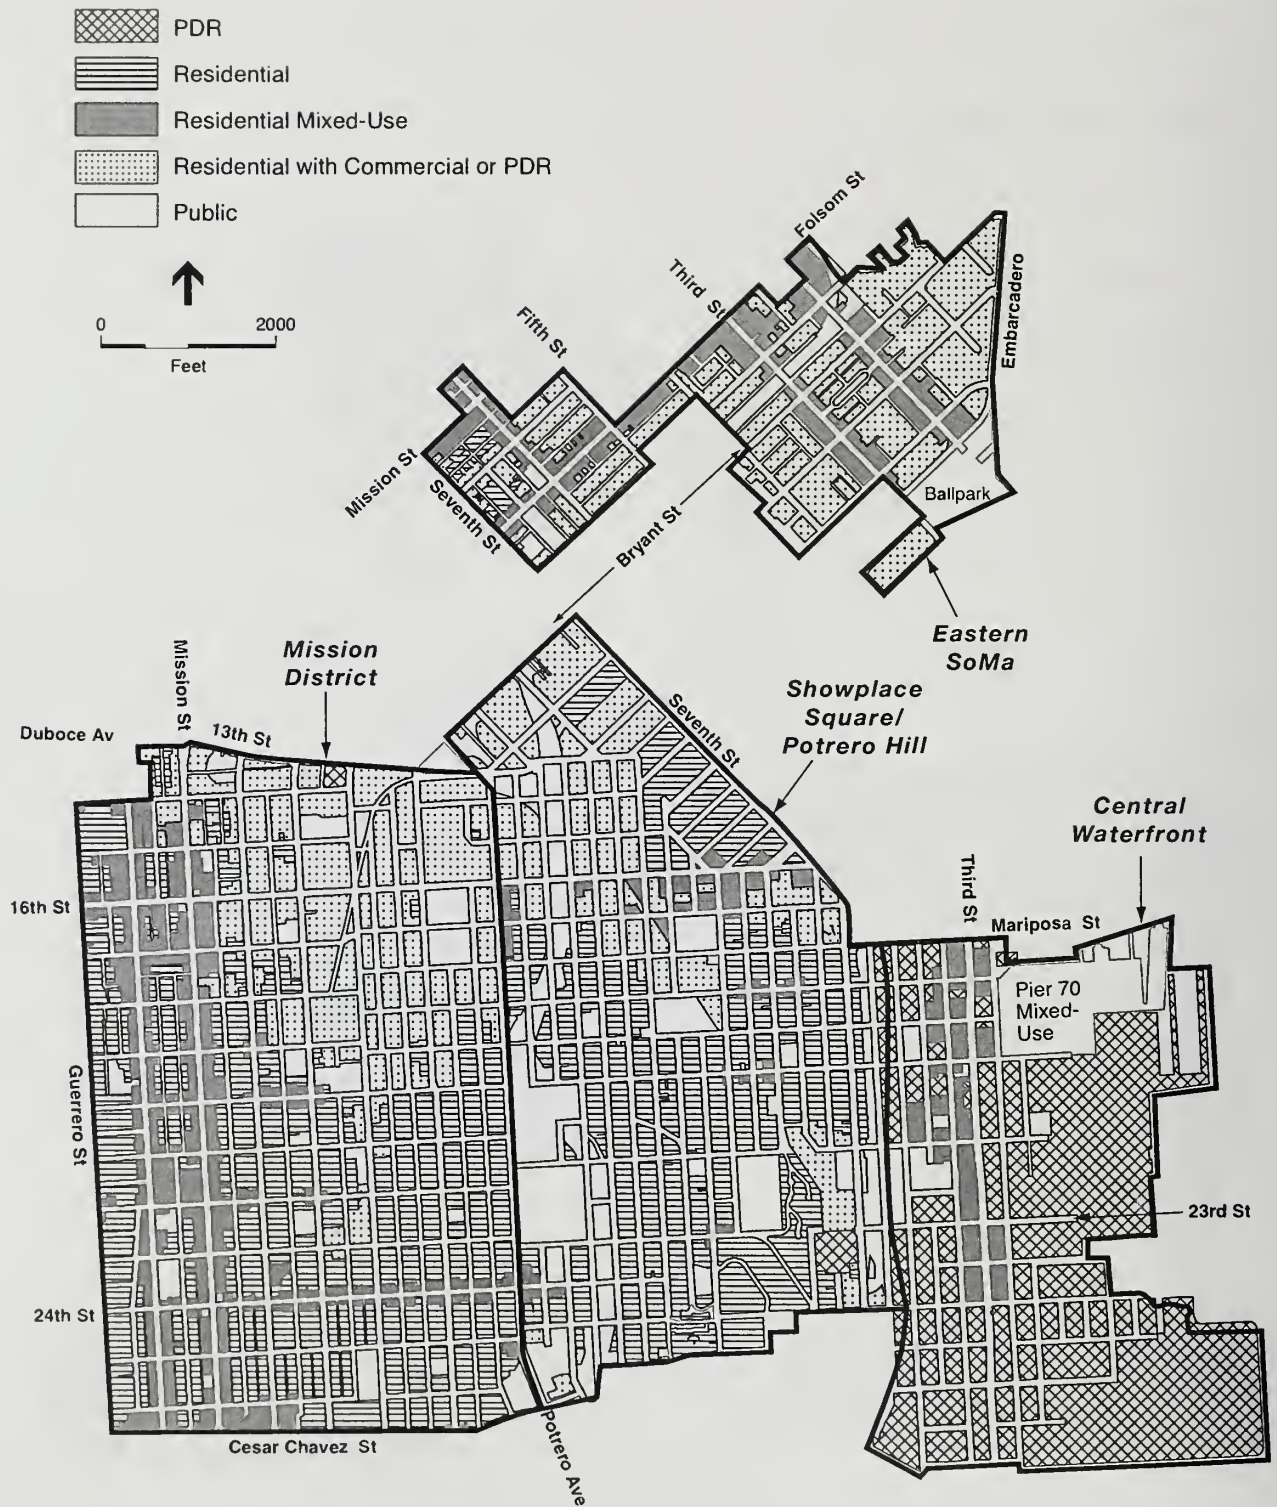 PDR
Residential
Residential Mixed-Use
Residential with Commercial or PDR
Public
0 2000
Feet
Folsom St
Third St
Fifth St
Embarcadero
Mission St
Seventh St
Bryant St
Ballpark
Eastern
SoMa
Mission
District
Mission St
Duboce Av
13th St
Showplace
Square/
Potrero Hill
Seventh St
Central
Waterfront
Third St
Mariposa St
16th St
Pier 70
Mixed-
Use
Guerrero St
23rd St
24th St
Cesar Chavez St
Potrero Ave